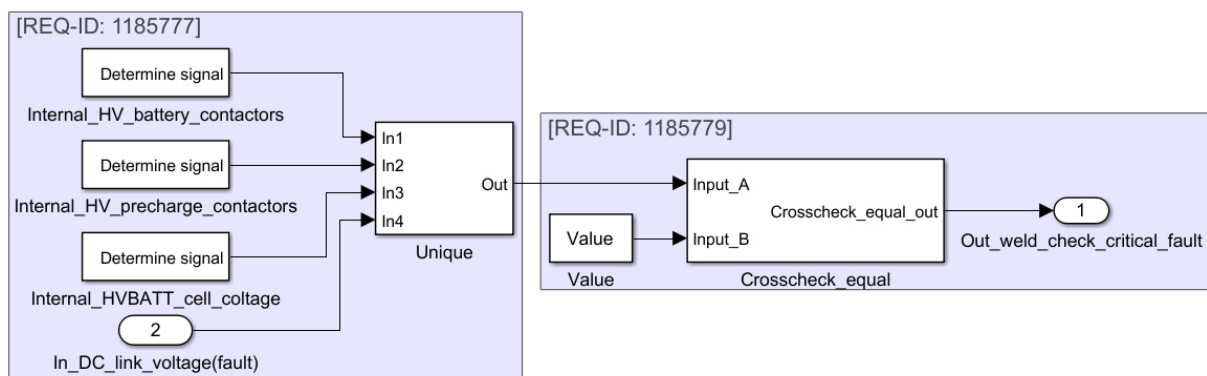 [REQ-ID: 1185777]
Determine signal
Internal_HV_battery_contactors
Determine signal
Internal_HV_precharge_contactors
Determine signal
Internal_HVBATT_cell_coltage
2
In_DC_link_voltage(fault)
In1
In2
In3
In4
Out
Unique
[REQ-ID: 1185779]
Value
Value
Input_A
Input_B
Crosscheck_equal_out
Crosscheck_equal
1
Out_weld_check_critical_fault